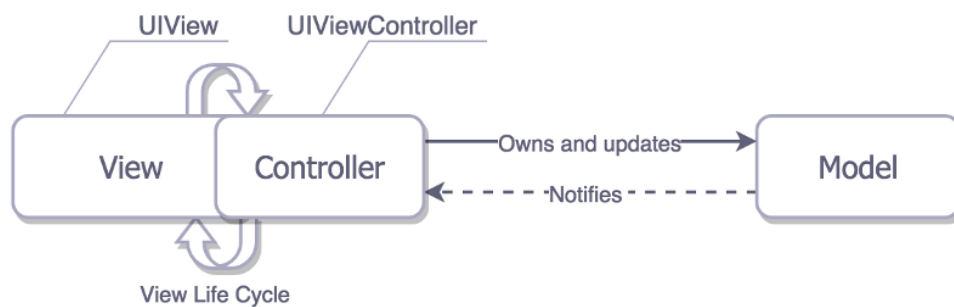 UIView
UIViewController
View
Controller
Owns and updates
Model
Notifies
View Life Cycle